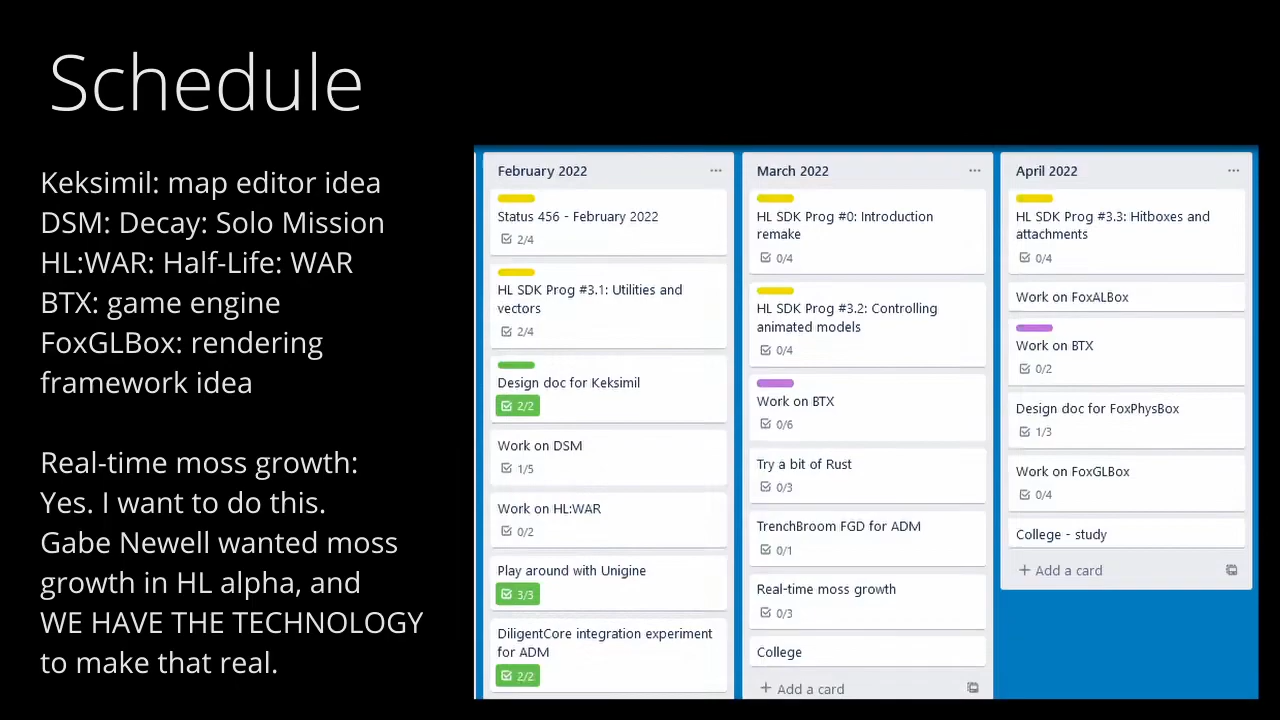 Schedule
Keksimil: map editor idea
DSM: Decay: Solo Mission
HL:WAR: Half-Life: WAR
BTX: game engine
FoxGLBox: rendering
framework idea
Real-time moss growth:
Yes. I want to do this.
Gabe Newell wanted moss
growth in HL alpha, and
WE HAVE THE TECHNOLOGY
to make that real.
February 2022
Status 456 - February 2022
2/4
HL SDK Prog #3.1: Utilities and
vectors
2/4
Design doc for Keksimil
2/2
Work on DSM
1/5
Work on HL:WAR
0/2
Play around with Unigine
3/3
DiligentCore integration experiment
for ADM
2/2
March 2022
HL SDK Prog #0: Introduction
remake
0/4
HL SDK Prog #3.2: Controlling
animated models
0/4
Work on BTX
0/6
Try a bit of Rust
0/3
TrenchBroom FGD for ADM
0/1
Real-time moss growth
0/3
College
+ Add a card
April 2022
HL SDK Prog #3.3: Hitboxes and
attachments
0/4
Work on FoxALBox
Work on BTX
0/2
Design doc for FoxPhysBox
1/3
Work on FoxGLBox
0/4
College - study
+ Add a card